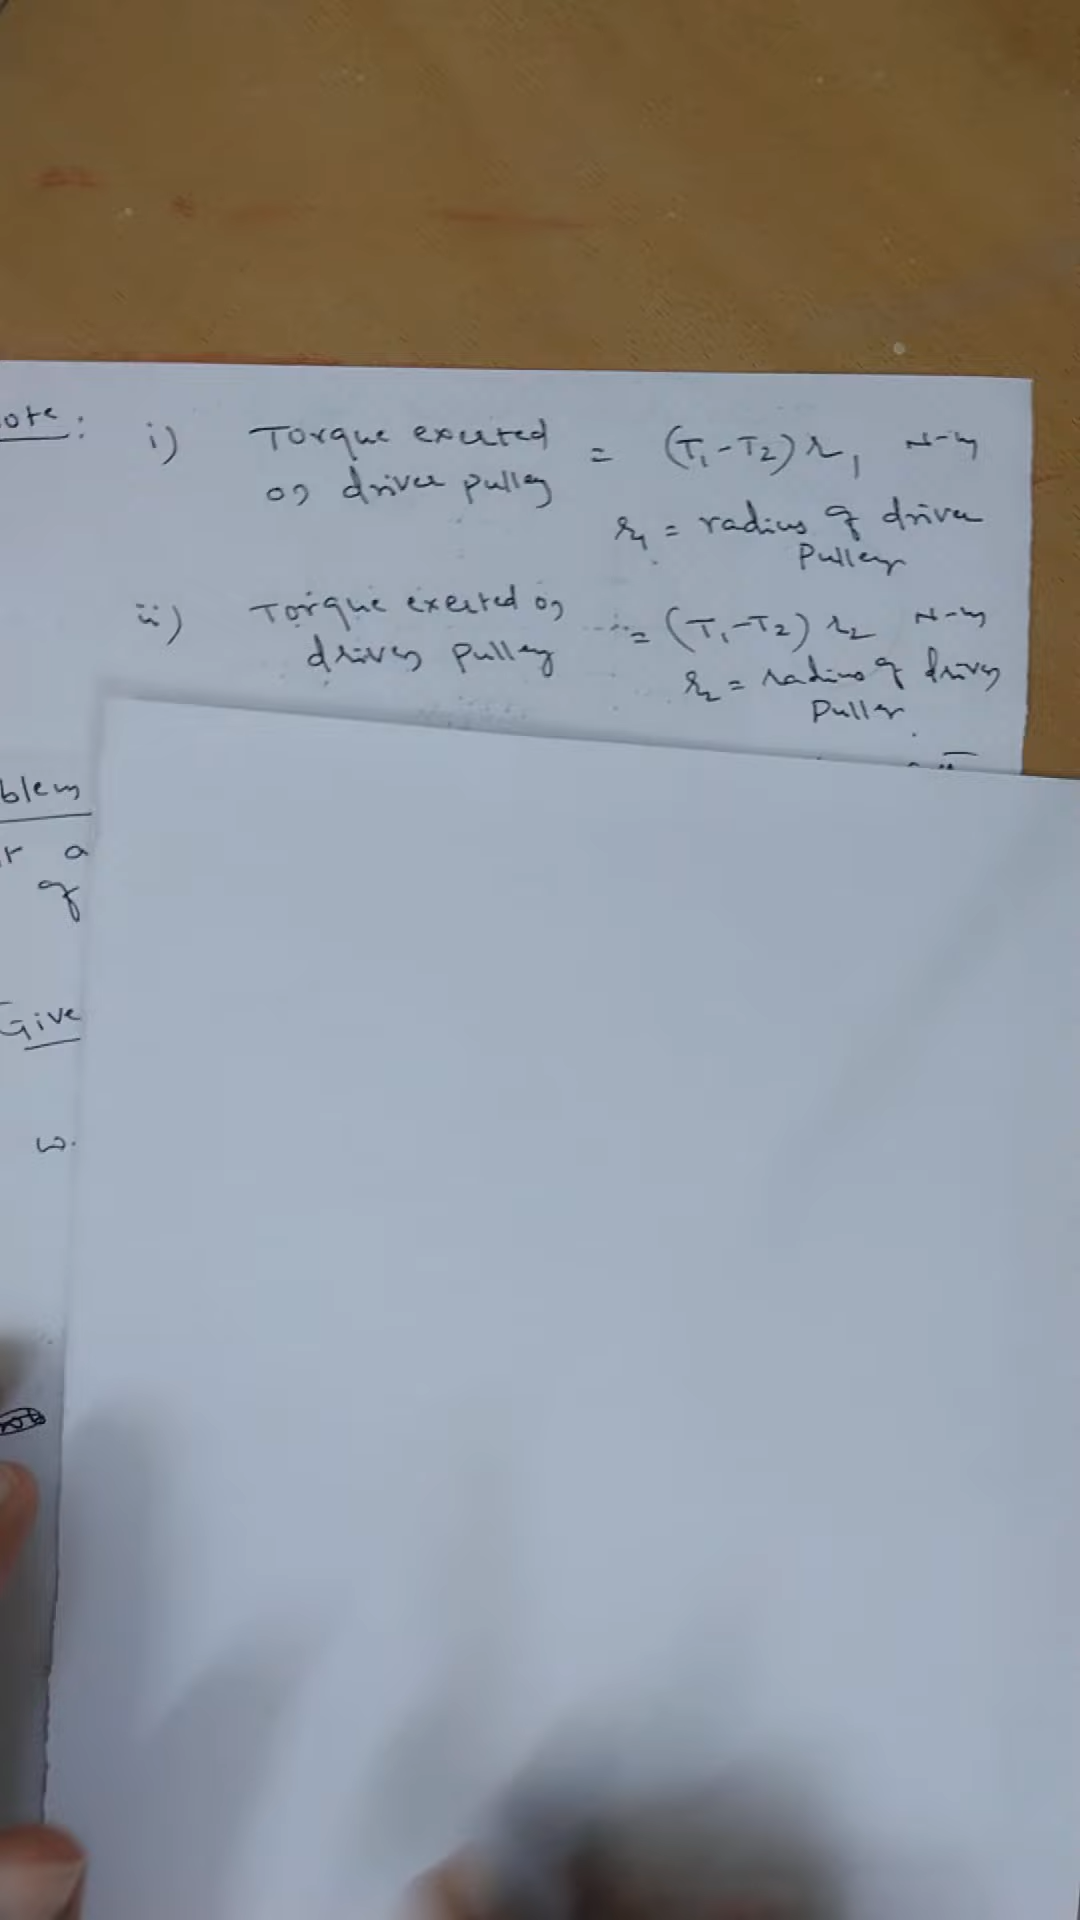 ote: i) Torque exerted = (T₁-T₂) r₁ N-m
on driver pulley
r₁ = radius of driver
Pulley
ii) Torque exerted on = (T₁-T₂) r₂ N-m
driven pulley
r₂ = radius of driven
Pulley.
blem
r a
of
Give
w.